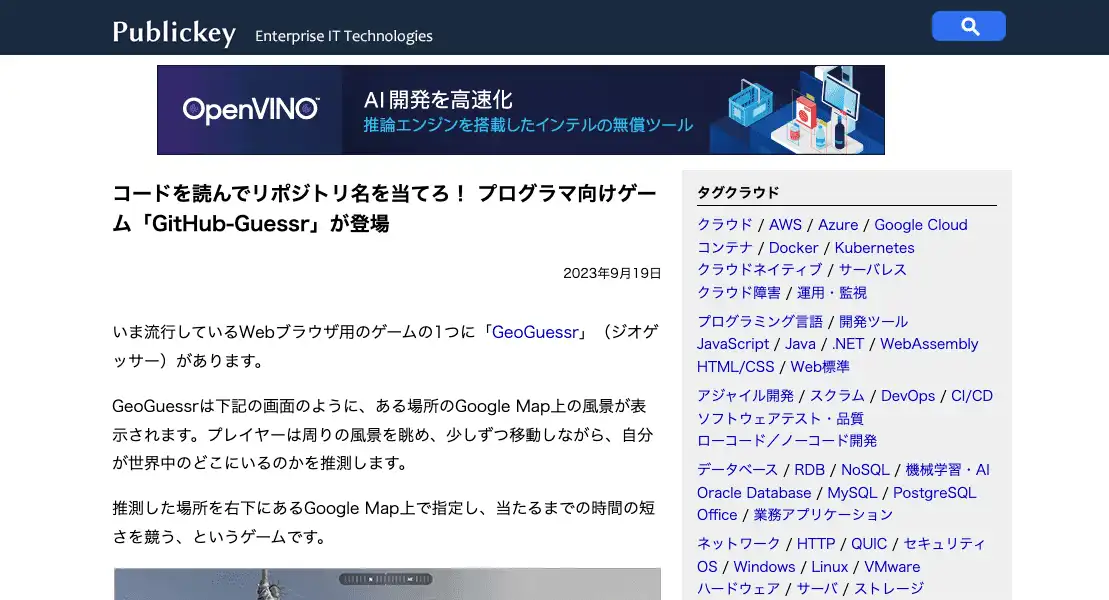 Publickey Enterprise IT Technologies
OpenVINO™
AI開発を高速化
推論エンジンを搭載したインテルの無償ツール
コードを読んでリポジトリ名を当てろ！ プログラマ向けゲー
ム「GitHub-Guessr」が登場
2023年9月19日
いま流行しているWebブラウザ用のゲームの1つに「GeoGuessr」（ジオゲ
ッサー）があります。
GeoGuessrは下記の画面のように、ある場所のGoogle Map上の風景が表
示されます。プレイヤーは周りの風景を眺め、少しずつ移動しながら、自分
が世界中のどこにいるのかを推測します。
推測した場所を右下にあるGoogle Map上で指定し、当たるまでの時間の短
さを競う、というゲームです。
タグクラウド
クラウド / AWS / Azure / Google Cloud
コンテナ / Docker / Kubernetes
クラウドネイティブ / サーバレス
クラウド障害 / 運用・監視
プログラミング言語 / 開発ツール
JavaScript / Java / .NET / WebAssembly
HTML/CSS / Web標準
アジャイル開発 / スクラム / DevOps / CI/CD
ソフトウェアテスト・品質
ローコード／ノーコード開発
データベース / RDB / NoSQL / 機械学習・AI
Oracle Database / MySQL / PostgreSQL
Office / 業務アプリケーション
ネットワーク / HTTP / QUIC / セキュリティ
OS / Windows / Linux / VMware
ハードウェア / サーバ / ストレージ